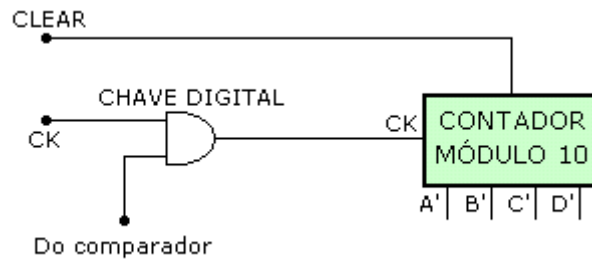 CLEAR
CHAVE DIGITAL
CK
CK
CONTADOR
MÓDULO 10
A' B' C' D'
Do comparador